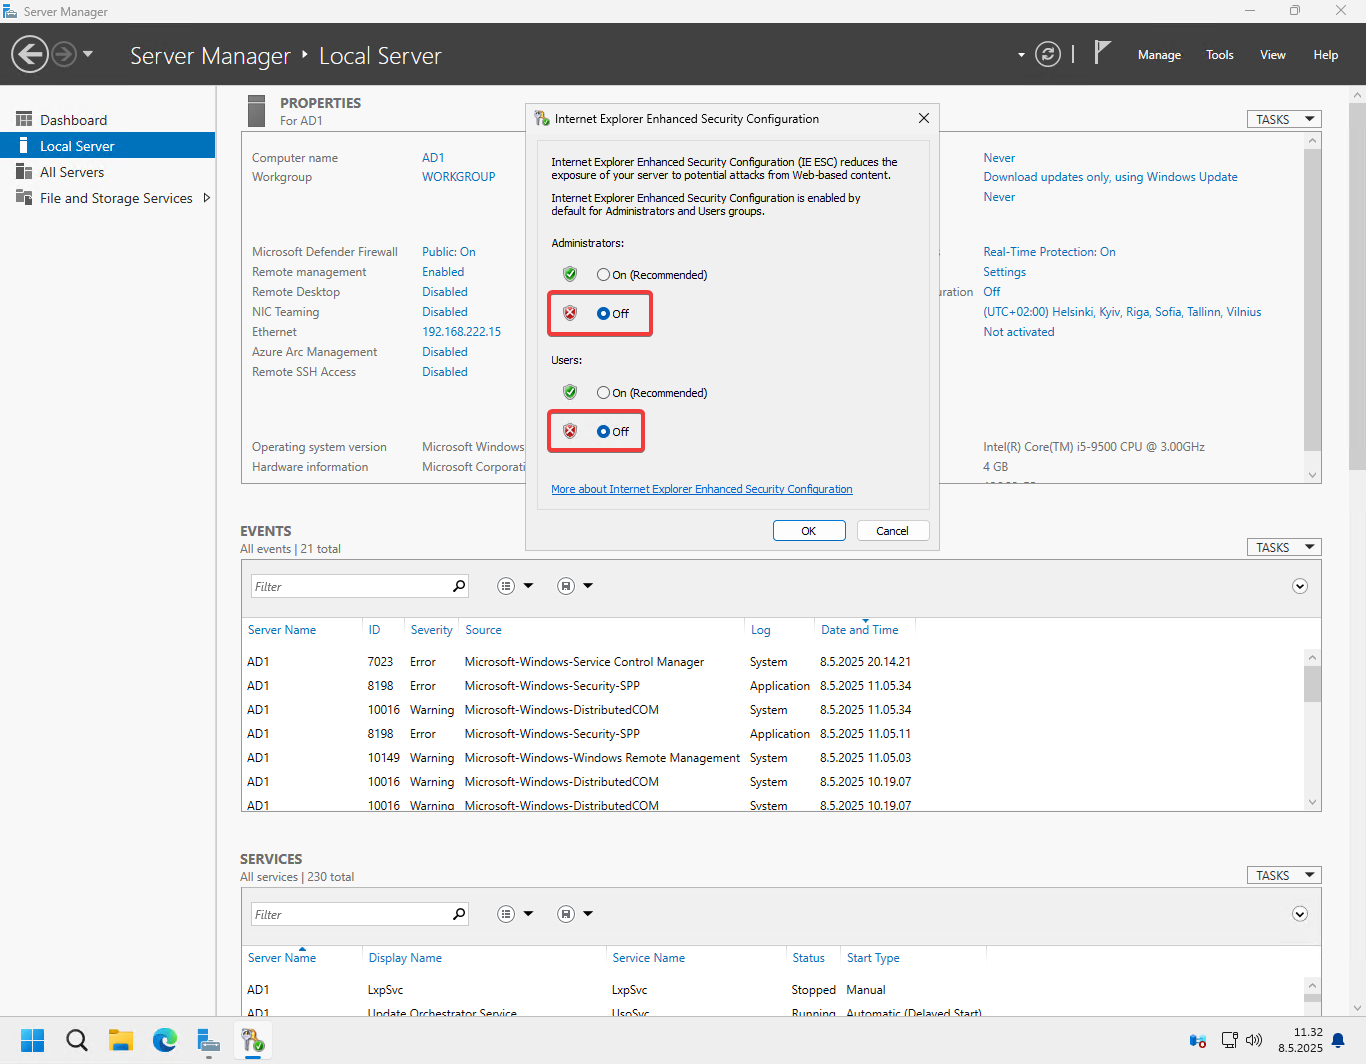 Server Manager
Server Manager ‣ Local Server
Manage Tools View Help
Dashboard
Local Server
All Servers
File and Storage Services
PROPERTIES
For AD1
TASKS
Computer name AD1
Workgroup WORKGROUP
Microsoft Defender Firewall Public: On
Remote management Enabled
Remote Desktop Disabled
NIC Teaming Disabled
Ethernet 192.168.222.15
Azure Arc Management Disabled
Remote SSH Access Disabled
Operating system version Microsoft Windows
Hardware information Microsoft Corporati
Never
Download updates only, using Windows Update
Never
Real-Time Protection: On
Settings
uration Off
(UTC+02:00) Helsinki, Kyiv, Riga, Sofia, Tallinn, Vilnius
Not activated
Intel(R) Core(TM) i5-9500 CPU @ 3.00GHz
4 GB
Internet Explorer Enhanced Security Configuration
Internet Explorer Enhanced Security Configuration (IE ESC) reduces the
exposure of your server to potential attacks from Web-based content.
Internet Explorer Enhanced Security Configuration is enabled by
default for Administrators and Users groups.
Administrators:
On (Recommended)
Off
Users:
On (Recommended)
Off
More about Internet Explorer Enhanced Security Configuration
OK Cancel
EVENTS
All events | 21 total
TASKS
Filter
Server Name ID Severity Source Log Date and Time
AD1 7023 Error Microsoft-Windows-Service Control Manager System 8.5.2025 20.14.21
AD1 8198 Error Microsoft-Windows-Security-SPP Application 8.5.2025 11.05.34
AD1 10016 Warning Microsoft-Windows-DistributedCOM System 8.5.2025 11.05.34
AD1 8198 Error Microsoft-Windows-Security-SPP Application 8.5.2025 11.05.11
AD1 10149 Warning Microsoft-Windows-Windows Remote Management System 8.5.2025 11.05.03
AD1 10016 Warning Microsoft-Windows-DistributedCOM System 8.5.2025 10.19.07
AD1 10016 Warning Microsoft-Windows-DistributedCOM System 8.5.2025 10.19.07
SERVICES
All services | 230 total
TASKS
Filter
Server Name Display Name Service Name Status Start Type
AD1 LxpSvc LxpSvc Stopped Manual
AD1 Update Orchestrator Service UsoSvc Running Automatic (Delayed Start)
11.32
8.5.2025